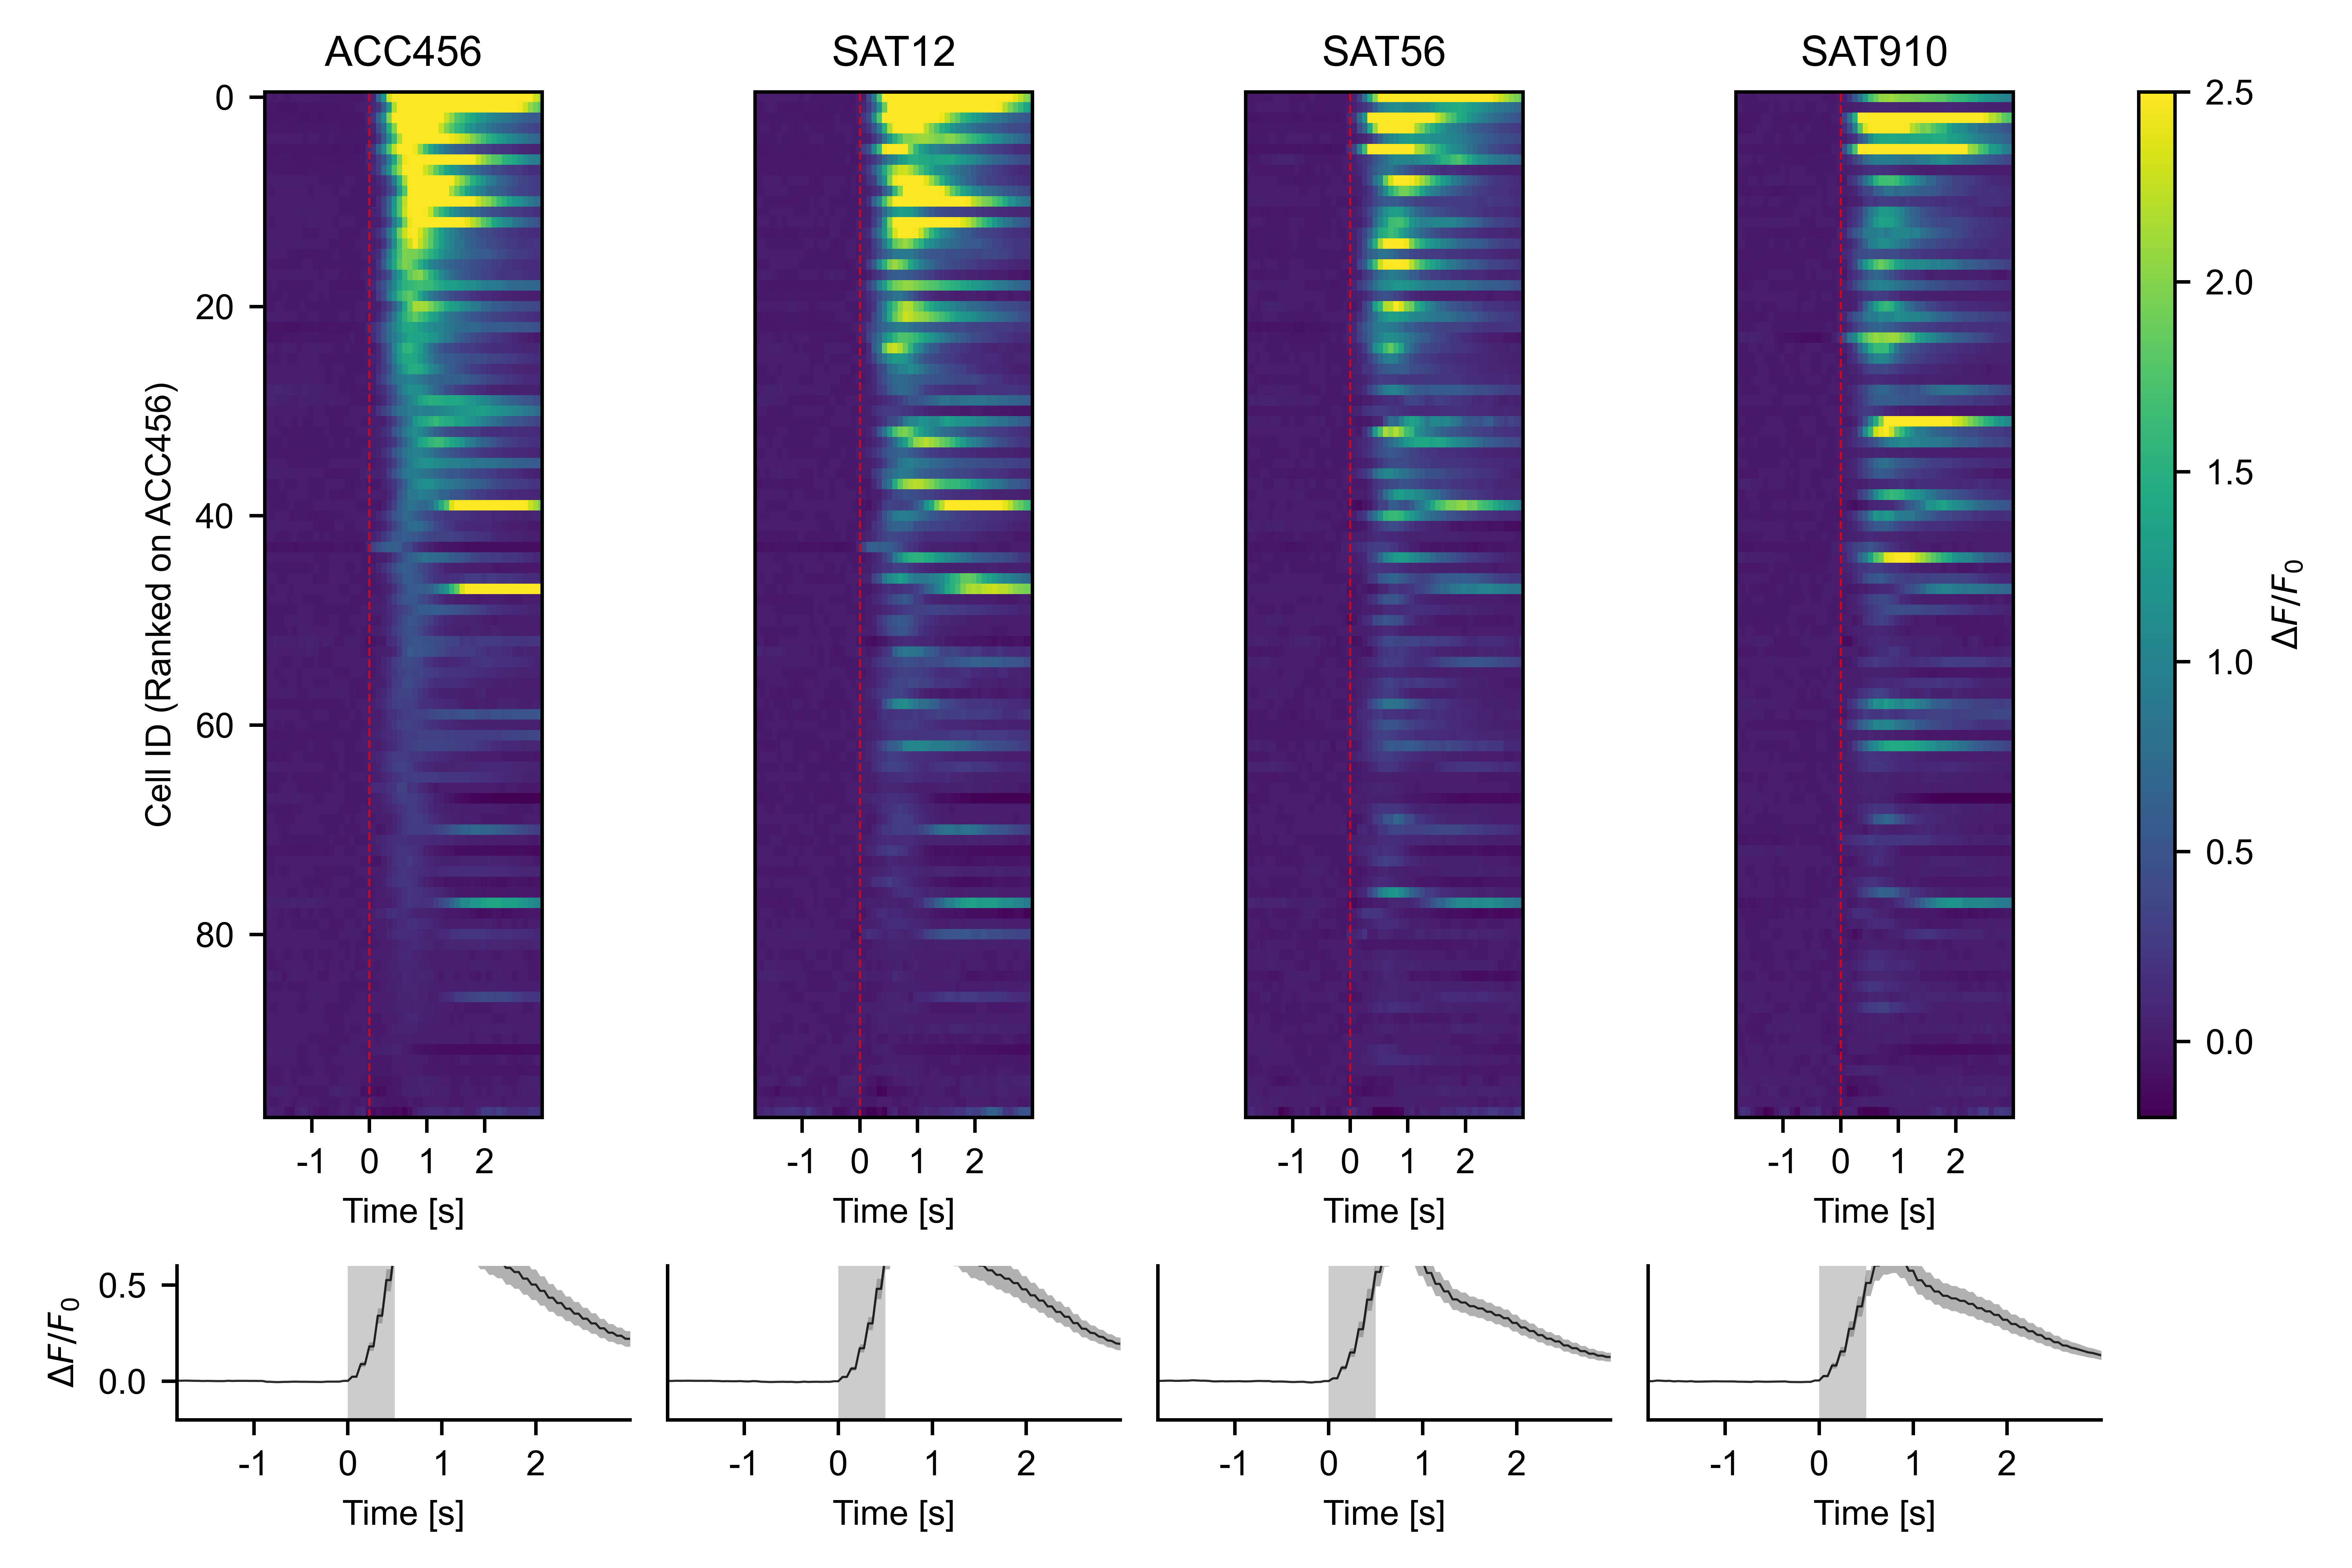 ACC456 SAT12 SAT56 SAT910
Cell ID (Ranked on ACC456)
0
20
40
60
80
2.5
2.0
1.5
1.0
0.5
0.0
ΔF/F0
-1 0 1 2 -1 0 1 2 -1 0 1 2 -1 0 1 2
Time [s] Time [s] Time [s] Time [s]
ΔF/F0
0.5
0.0
-1 0 1 2 -1 0 1 2 -1 0 1 2 -1 0 1 2
Time [s] Time [s] Time [s] Time [s]